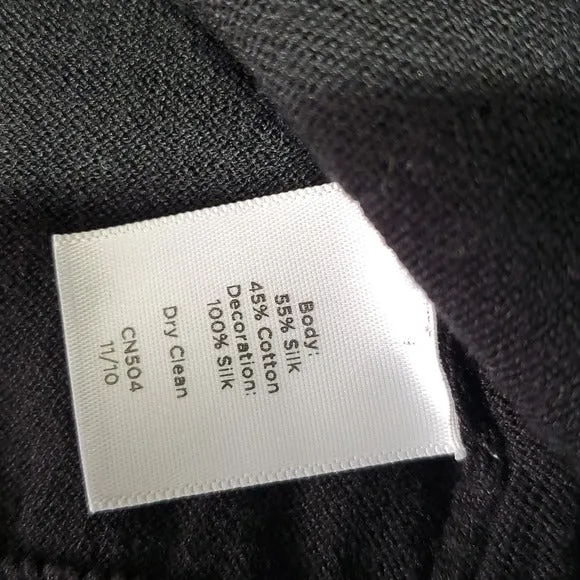 Body:
55% Silk
45% Cotton
Decoration:
100% Silk
Dry Clean
CN504
11/10